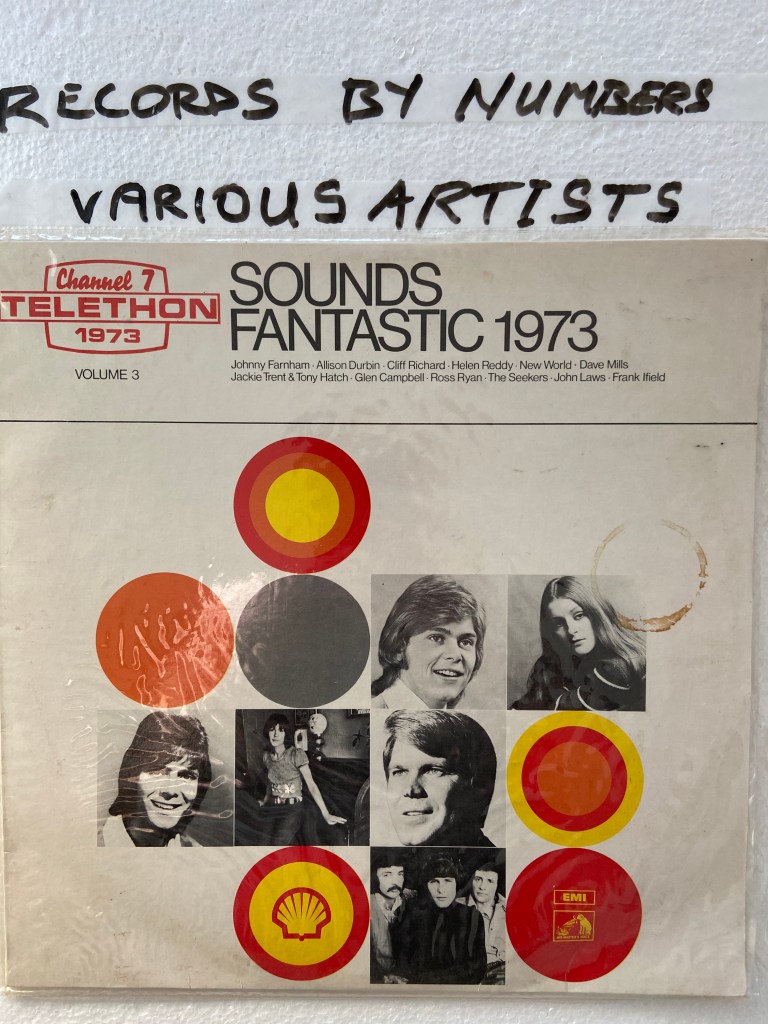 RECORDS BY NUMBERS
VARIOUS ARTISTS
Channel 7
TELETHON
1973
VOLUME 3
SOUNDS
FANTASTIC 1973
Johnny Farnham · Allison Durbin · Cliff Richard · Helen Reddy · New World · Dave Mills
Jackie Trent & Tony Hatch · Glen Campbell · Ross Ryan · The Seekers · John Laws · Frank Ifield
EMI